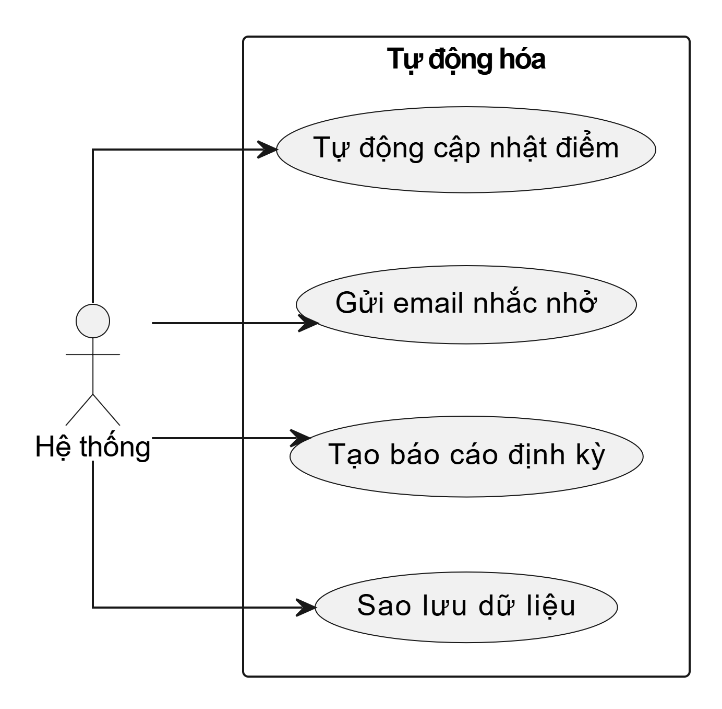 Tự động hóa
Tự động cập nhật điểm
Gửi email nhắc nhở
Hệ thống
Tạo báo cáo định kỳ
Sao lưu dữ liệu